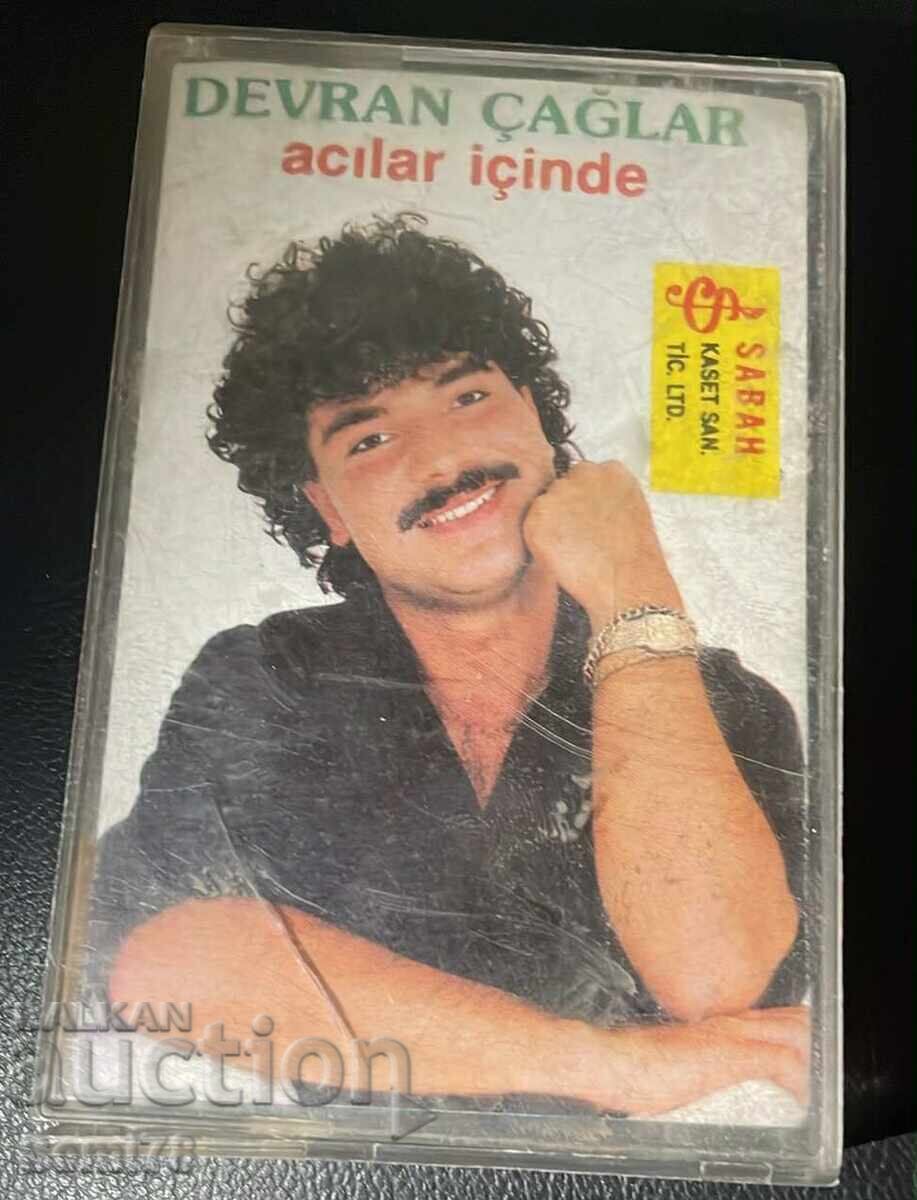 DEVRAN ÇAĞLAR
acılar içinde
SABAH
KASET SAN.
TİC. LTD.
BALKAN
auction